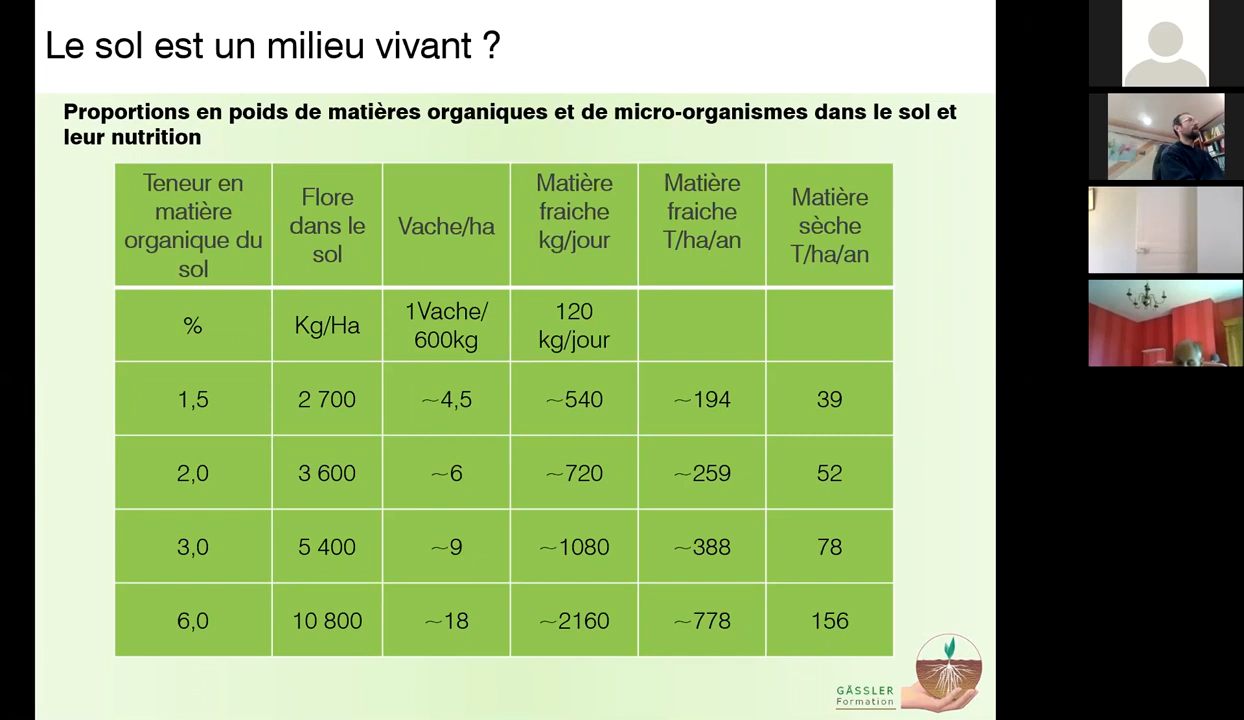 Le sol est un milieu vivant ?
Proportions en poids de matières organiques et de micro-organismes dans le sol et
leur nutrition
Teneur en
matière
organique du
sol
Flore
dans le
sol
Vache/ha
Matière
fraiche
kg/jour
Matière
fraiche
T/ha/an
Matière
sèche
T/ha/an
%
Kg/Ha
1Vache/
600kg
120
kg/jour
1,5
2 700
~4,5
~540
~194
39
2,0
3 600
~6
~720
~259
52
3,0
5 400
~9
~1080
~388
78
6,0
10 800
~18
~2160
~778
156
GÄSSLER
Formation